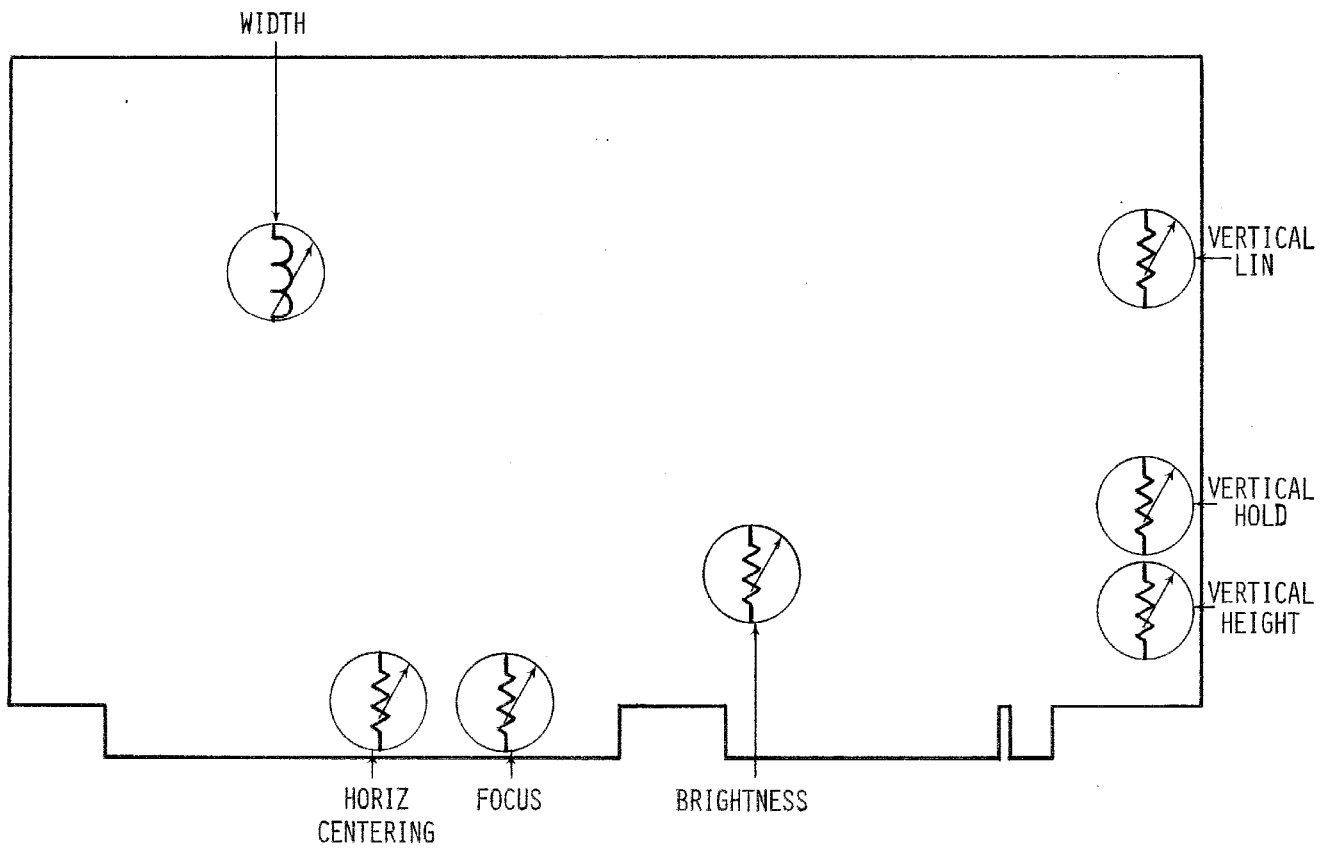 WIDTH
VERTICAL
LIN
VERTICAL
HOLD
VERTICAL
HEIGHT
HORIZ
CENTERING
FOCUS
BRIGHTNESS